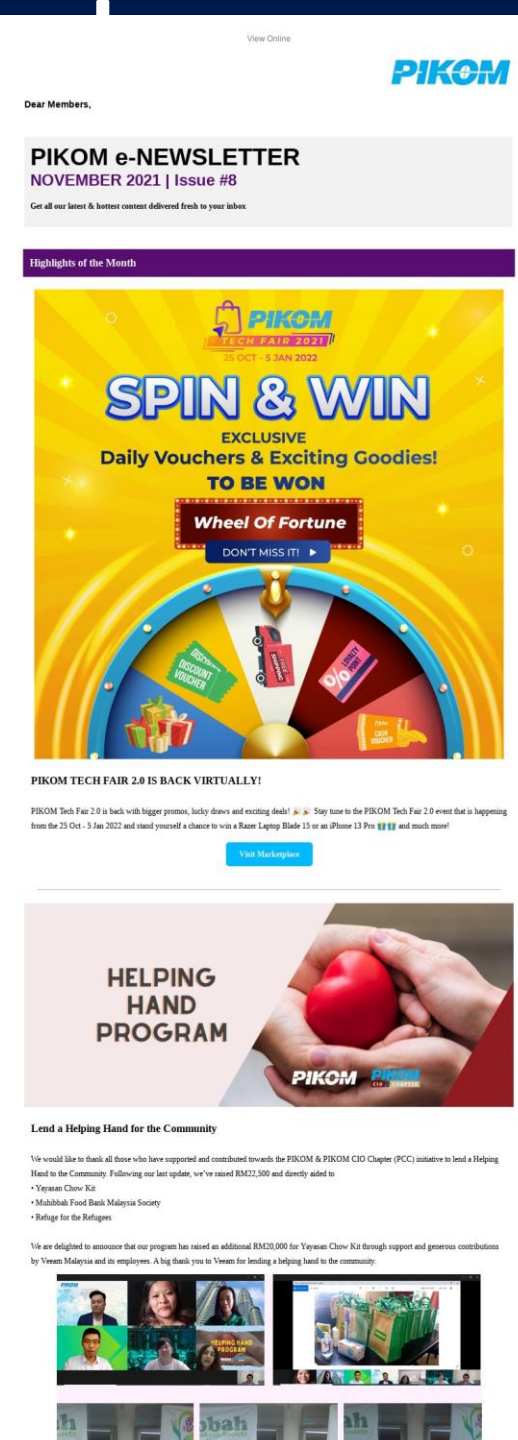 View Online
PIKOM
Dear Members,
PIKOM e-NEWSLETTER
NOVEMBER 2021 | Issue #8
Get all our latest & hottest content delivered fresh to your inbox
Highlights of the Month
PIKOM
TECH FAIR 2021
25 OCT - 5 JAN 2022
SPIN & WIN
EXCLUSIVE
Daily Vouchers & Exciting Goodies!
TO BE WON
Wheel Of Fortune
DON'T MISS IT!
DISCOUNT
DISCOUNT
VOUCHER
FREE
SHIPPING
%
LOYALTY
POINT
CASH
VOUCHER
PIKOM TECH FAIR 2.0 IS BACK VIRTUALLY!
PIKOM Tech Fair 2.0 is back with bigger promos, lucky draws and exciting deals! 🎉🎉 Stay tune to the PIKOM Tech Fair 2.0 event that is happening
from the 25 Oct - 5 Jan 2022 and stand yourself a chance to win a Razer Laptop Blade 15 or an iPhone 13 Pro 🎁🎁 and much more!
Visit Marketplace
HELPING
HAND
PROGRAM
PIKOM PIKOM
CIO CHAPTER
Lend a Helping Hand for the Community
We would like to thank all those who have supported and contributed towards the PIKOM & PIKOM CIO Chapter (PCC) initiative to lend a Helping
Hand to the Community. Following our last update, we've raised RM22,500 and directly aided to
• Yayasan Chow Kit
• Muhibbah Food Bank Malaysia Society
• Refuge for the Refugees
We are delighted to announce that our program has raised an additional RM20,000 for Yayasan Chow Kit through support and generous contributions
by Veeam Malaysia and its employees. A big thank you to Veeam for lending a helping hand to the community.
PIKOM
HELPING HAND
PROGRAM